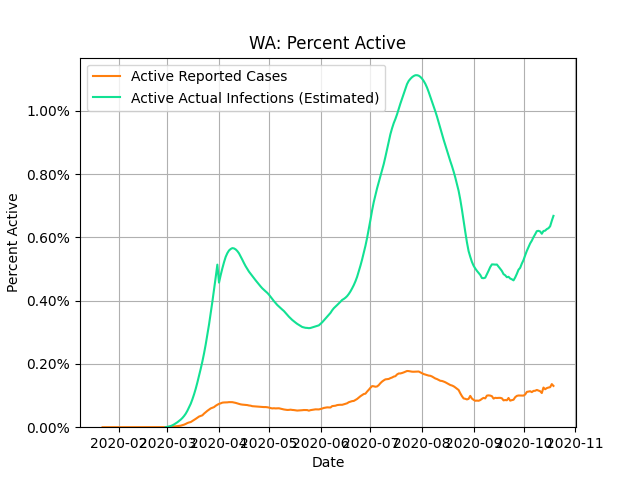 WA: Percent Active
Active Reported Cases
Active Actual Infections (Estimated)
Percent Active
1.00%
0.80%
0.60%
0.40%
0.20%
0.00%
2020-02 2020-03 2020-04 2020-05 2020-06 2020-07 2020-08 2020-09 2020-10 2020-11
Date